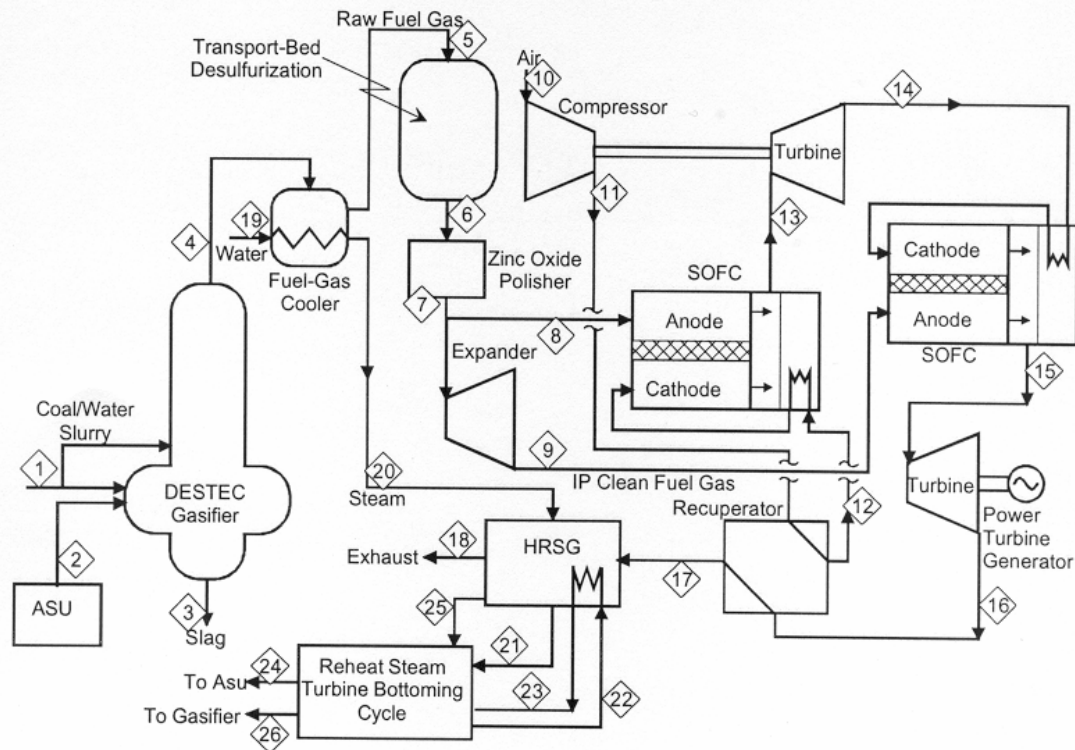 Raw Fuel Gas
5
Transport-Bed
Desulfurization
Air
10
Compressor
14
Turbine
11
13
4
19
Water
Fuel-Gas
Cooler
6
Zinc Oxide
Polisher
7
SOFC
Anode
Cathode
8
Cathode
Anode
SOFC
15
Expander
Coal/Water
Slurry
1
DESTEC
Gasifier
2
ASU
3
Slag
20
Steam
9
IP Clean Fuel Gas
Recuperator
12
Turbine
Power
Turbine
Generator
16
17
HRSG
18
Exhaust
25
21
23
22
Reheat Steam
Turbine Bottoming
Cycle
24
To Asu
To Gasifier
26